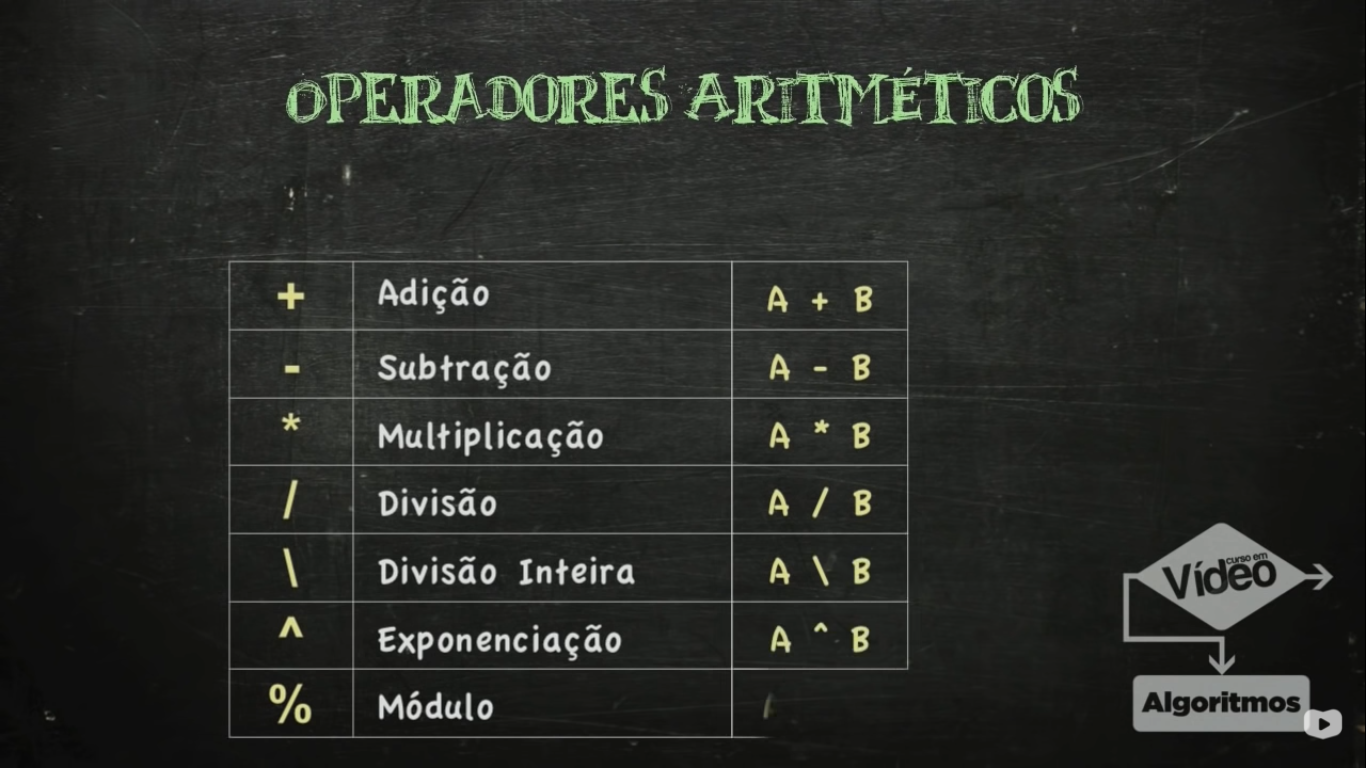 OPERADORES ARITMÉTICOS
+ Adição A + B
- Subtração A - B
* Multiplicação A * B
/ Divisão A / B
\ Divisão Inteira A \ B
^ Exponenciação A ^ B
% Módulo
curso em
Vídeo
Algoritmos